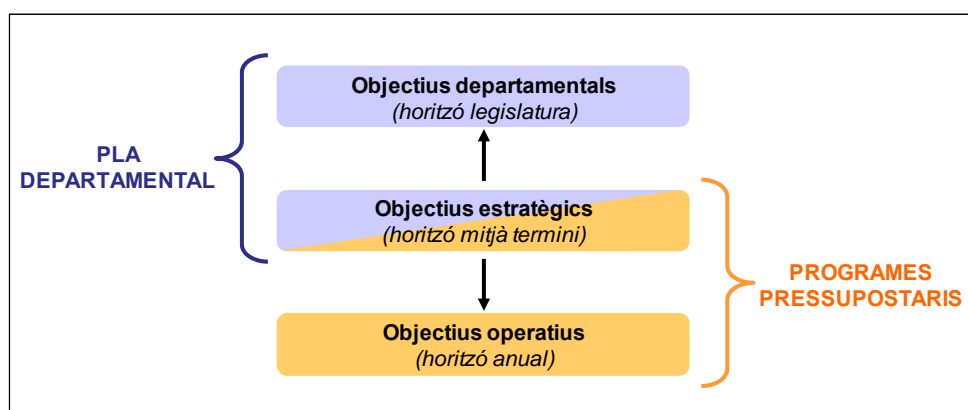 Objectius departamentals
(horitzó legislatura)
PLA
DEPARTAMENTAL
Objectius estratègics
(horitzó mitjà termini)
PROGRAMES
PRESSUPOSTARIS
Objectius operatius
(horitzó anual)